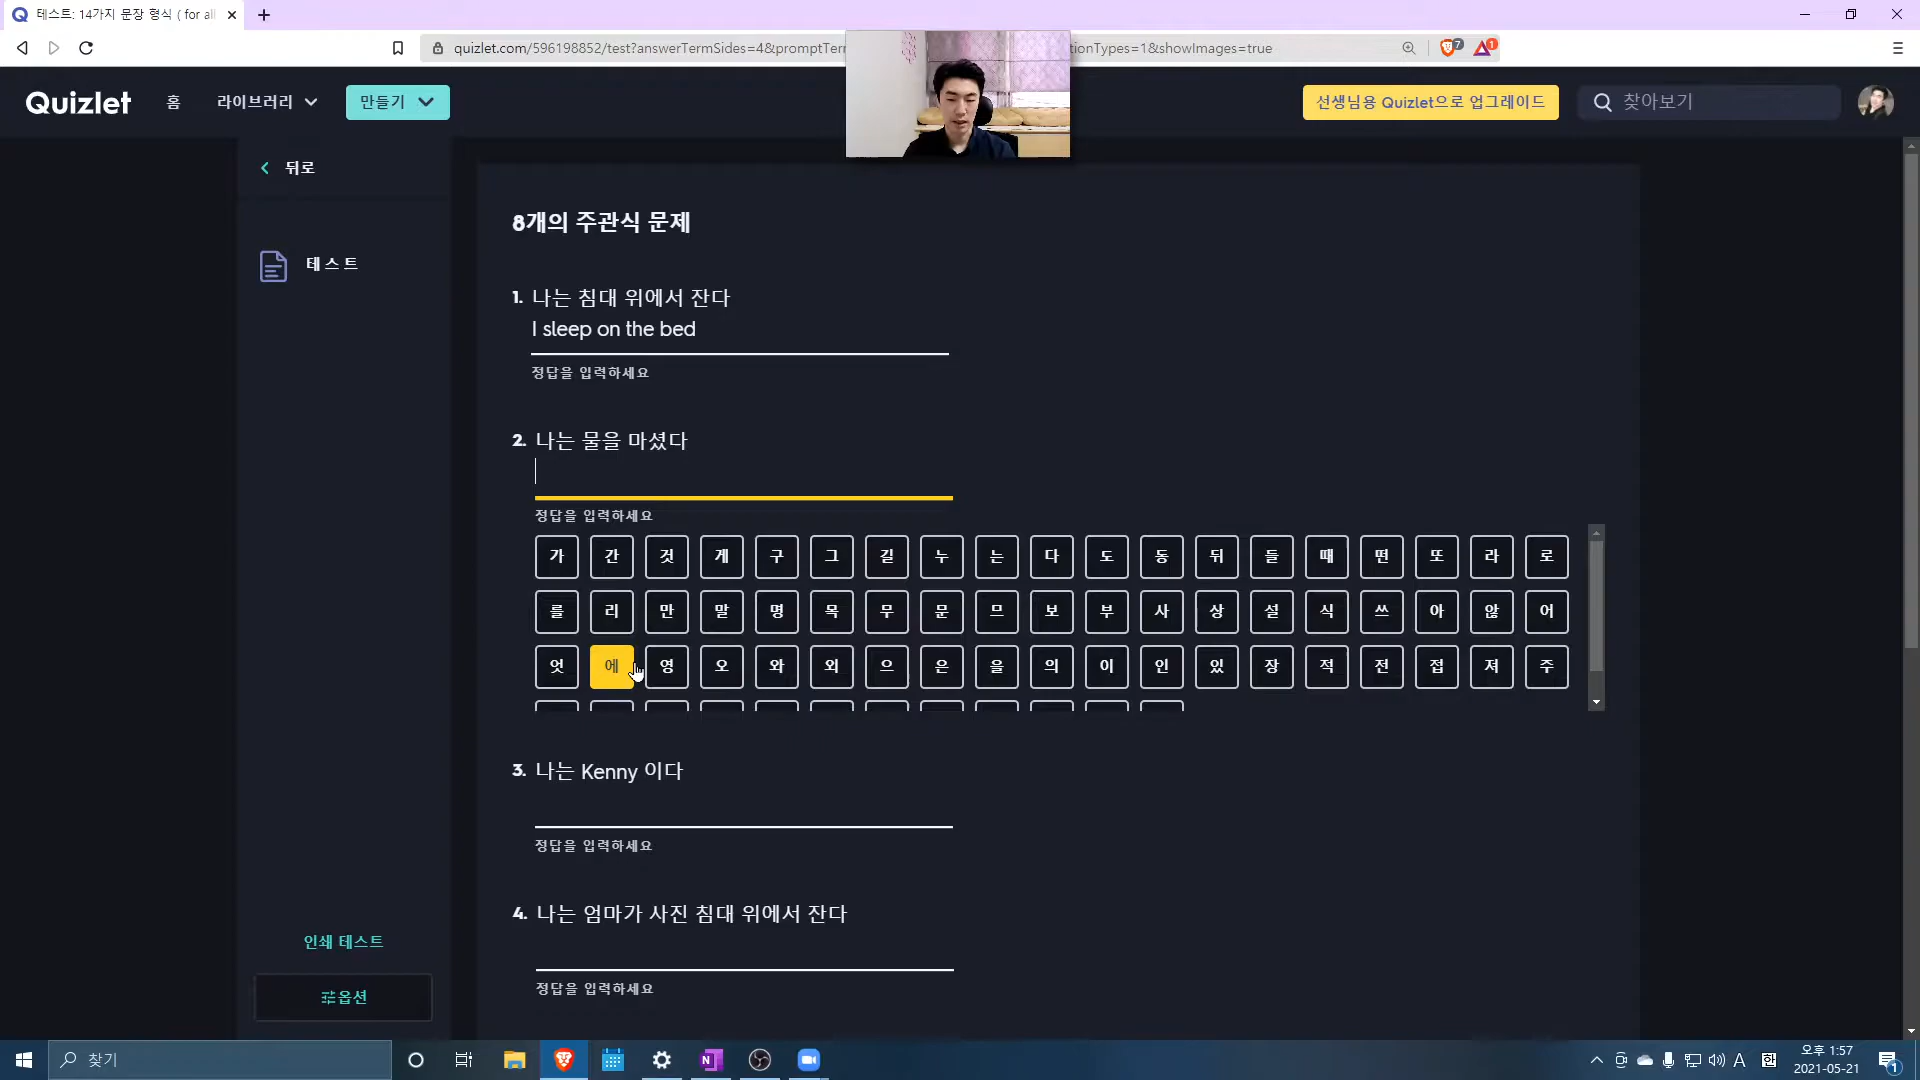 테스트: 14가지 문장 형식 ( for al
quizlet.com/596198852/test?answerTermSides=4&promptTer
tionTypes=1&showImages=true
7
1
Quizlet
홈
라이브러리
만들기
선생님용 Quizlet으로 업그레이드
찾아보기
뒤로
테스트
8개의 주관식 문제
1. 나는 침대 위에서 잔다
I sleep on the bed
정답을 입력하세요
2. 나는 물을 마셨다
정답을 입력하세요
가 간 것 게 구 그 길 누 는 다 도 동 뒤 들 때 떤 또 라 로
를 리 만 말 명 목 무 문 므 보 부 사 상 설 식 쓰 아 않 어
엇 에 영 오 와 외 으 은 을 의 이 인 있 장 적 전 접 져 주
3. 나는 Kenny 이다
정답을 입력하세요
4. 나는 엄마가 사진 침대 위에서 잔다
정답을 입력하세요
인쇄 테스트
옵션
찾기
A
한
오후 1:57
2021-05-21
1